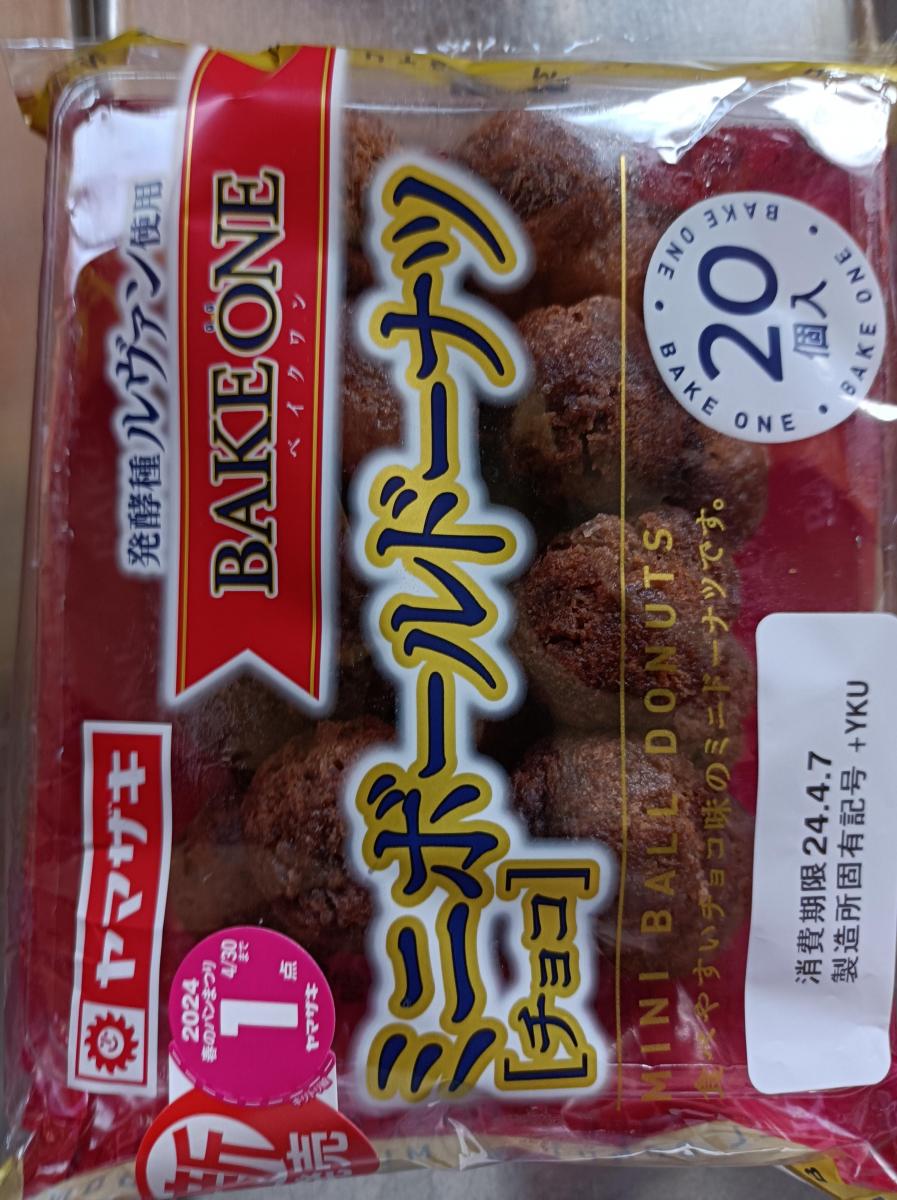 発酵種ルヴァン使用
BAKE ONE
ベイクワン
ヤマザキ
2024
春のパンまつり
4/30まで
1点
ヤマザキ
新
ミニボールドーナツ
[チョコ]
MINI BALL DONUTS
食べやすいチョコ味のミニドーナツです。
BAKE ONE • BAKE ONE • BAKE ONE • BAKE ONE •
20
個入
消費期限 24.4.7
製造所固有記号 +YKU